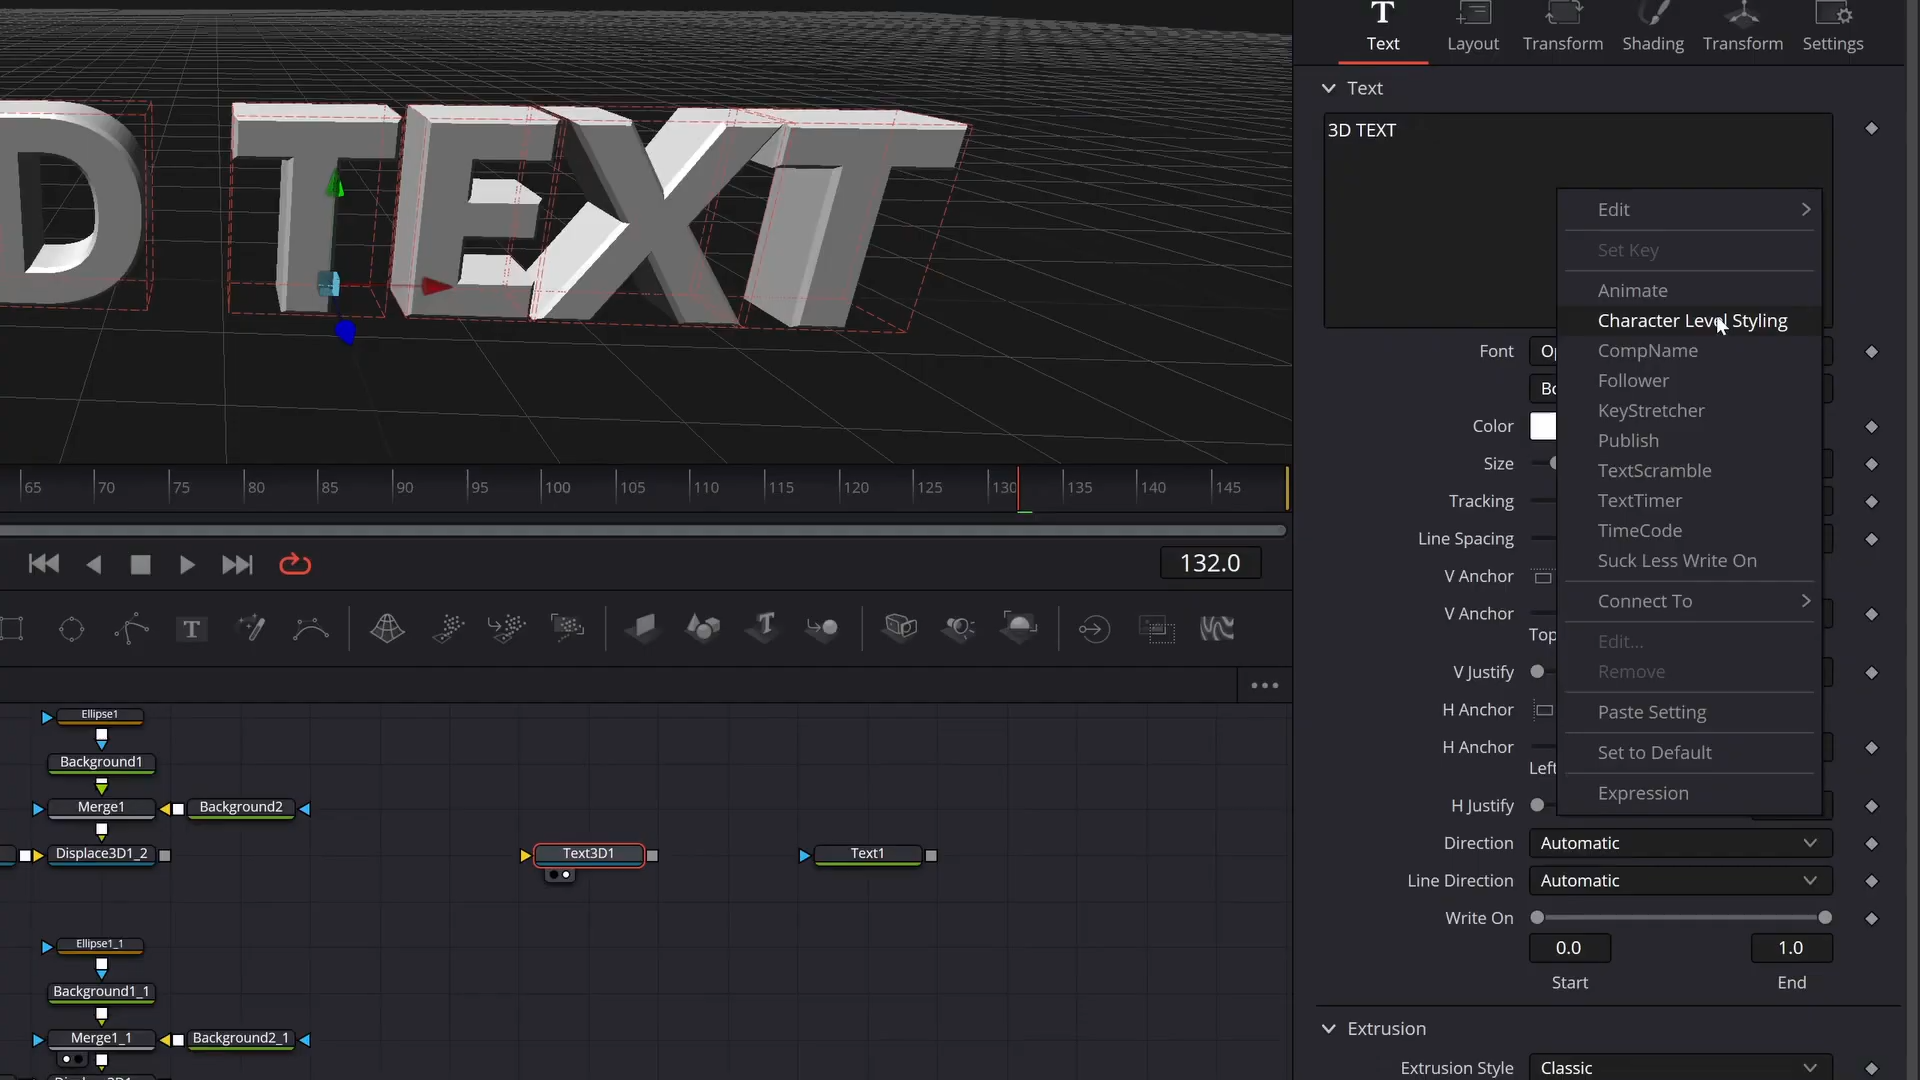 Text
Layout
Transform
Shading
Transform
Settings
Text
3D TEXT
D TEXT
Edit
Set Key
Animate
Character Level Styling
CompName
Follower
KeyStretcher
Publish
TextScramble
TextTimer
TimeCode
Suck Less Write On
Connect To
Edit...
Remove
Paste Setting
Set to Default
Expression
Font
Color
Size
Tracking
Line Spacing
V Anchor
V Anchor
Top
V Justify
H Anchor
H Anchor
Left
H Justify
Direction Automatic
Line Direction Automatic
Write On
0.0 1.0
Start End
Extrusion
Extrusion Style Classic
65 70 75 80 85 90 95 100 105 110 115 120 125 130 135 140 145
132.0
T
Ellipse1
Background1
Merge1 Background2
Displace3D1_2 Text3D1 Text1
Ellipse1_1
Background1_1
Merge1_1 Background2_1